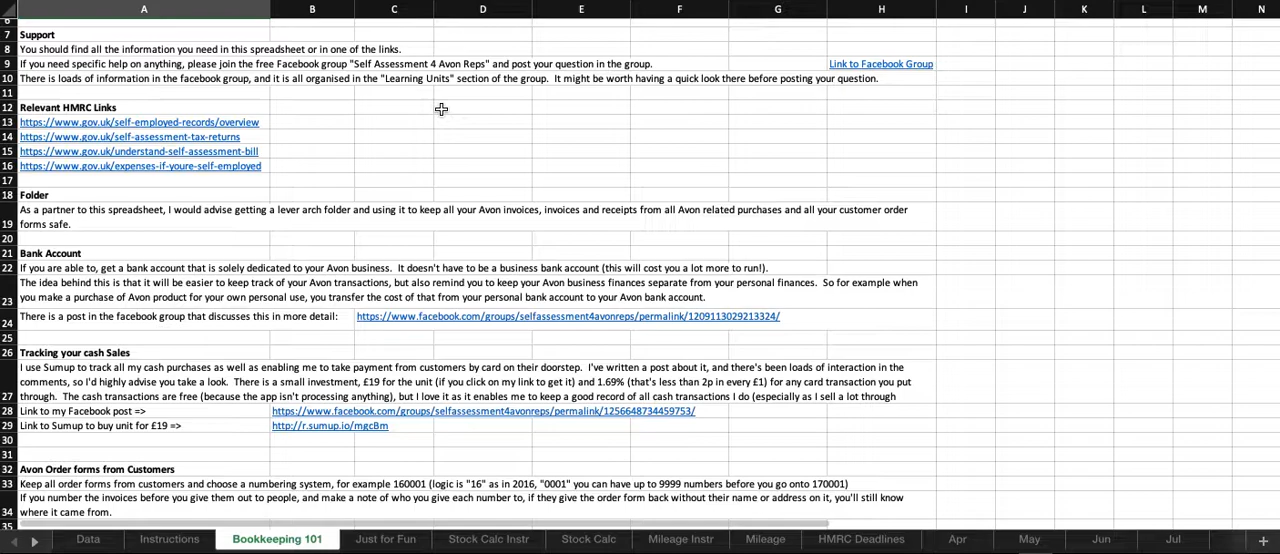 A B C D E F G H I J K L M N
7 Support
8 You should find all the information you need in this spreadsheet or in one of the links.
9 If you need specific help on anything, please join the free Facebook group "Self Assessment 4 Avon Reps" and post your question in the group. Link to Facebook Group
10 There is loads of information in the facebook group, and it is all organised in the "Learning Units" section of the group. It might be worth having a quick look there before posting your question.
11
12 Relevant HMRC Links
13 https://www.gov.uk/self-employed-records/overview
14 https://www.gov.uk/self-assessment-tax-returns
15 https://www.gov.uk/understand-self-assessment-bill
16 https://www.gov.uk/expenses-if-youre-self-employed
17
18 Folder
As a partner to this spreadsheet, I would advise getting a lever arch folder and using it to keep all your Avon invoices, invoices and receipts from all Avon related purchases and all your customer order
19 forms safe.
20
21 Bank Account
22 If you are able to, get a bank account that is solely dedicated to your Avon business. It doesn't have to be a business bank account (this will cost you a lot more to run!).
The idea behind this is that it will be easier to keep track of your Avon transactions, but also remind you to keep your Avon business finances separate from your personal finances. So for example when
23 you make a purchase of Avon product for your own personal use, you transfer the cost of that from your personal bank account to your Avon bank account.
24 There is a post in the facebook group that discusses this in more detail: https://www.facebook.com/groups/selfassessment4avonreps/permalink/1209113029213324/
25
26 Tracking your cash Sales
I use Sumup to track all my cash purchases as well as enabling me to take payment from customers by card on their doorstep. I've written a post about it, and there's been loads of interaction in the
comments, so I'd highly advise you take a look. There is a small investment, £19 for the unit (if you click on my link to get it) and 1.69% (that's less than 2p in every £1) for any card transaction you put
27 through. The cash transactions are free (because the app isn't processing anything), but I love it as it enables me to keep a good record of all cash transactions I do (especially as I sell a lot through
28 Link to my Facebook post => https://www.facebook.com/groups/selfassessment4avonreps/permalink/1256648734459753/
29 Link to Sumup to buy unit for £19 => http://r.sumup.io/mgcBm
30
31
32 Avon Order forms from Customers
33 Keep all order forms from customers and choose a numbering system, for example 160001 (logic is "16" as in 2016, "0001" you can have up to 9999 numbers before you go onto 170001)
If you number the invoices before you give them out to people, and make a note of who you give each number to, if they give the order form back without their name or address on it, you'll still know
34 where it came from.
35
Data Instructions Bookkeeping 101 Just for Fun Stock Calc Instr Stock Calc Mileage Instr Mileage HMRC Deadlines Apr May Jun Jul